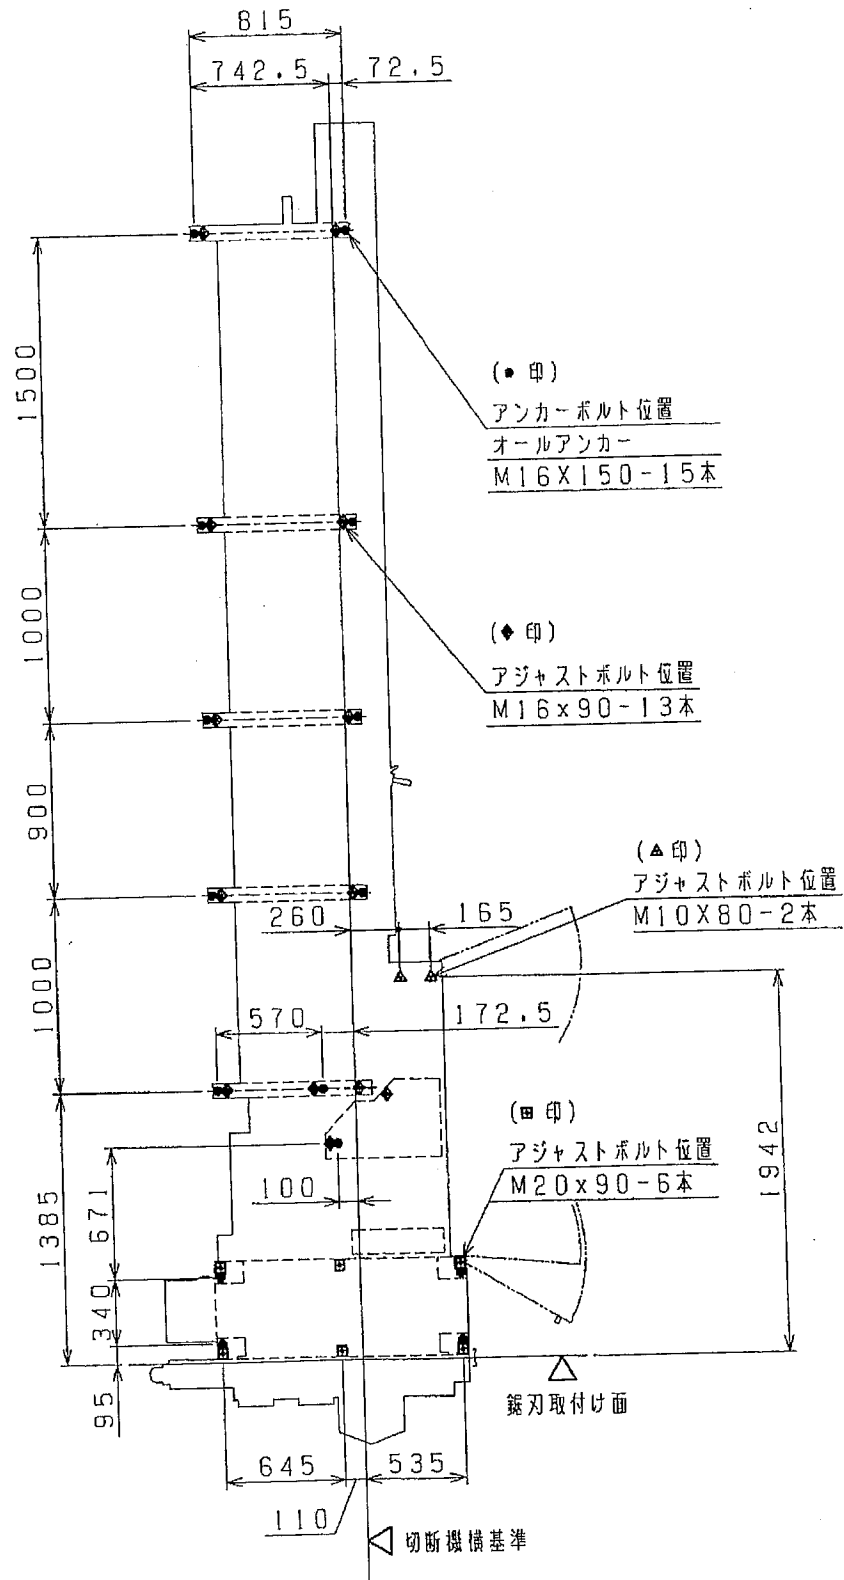 815
742.5
72.5
1500
(● 印)
アンカーボルト位置
オールアンカー
M16X150-15本
1000
(◆ 印)
アジャストボルト位置
M16x90-13本
900
(▲ 印)
アジャストボルト位置
M10X80-2本
260
165
1000
570
172.5
(⊞ 印)
アジャストボルト位置
M20x90-6本
1942
100
671
1385
340
95
鋸刃取付け面
645
535
110
切断機横基準